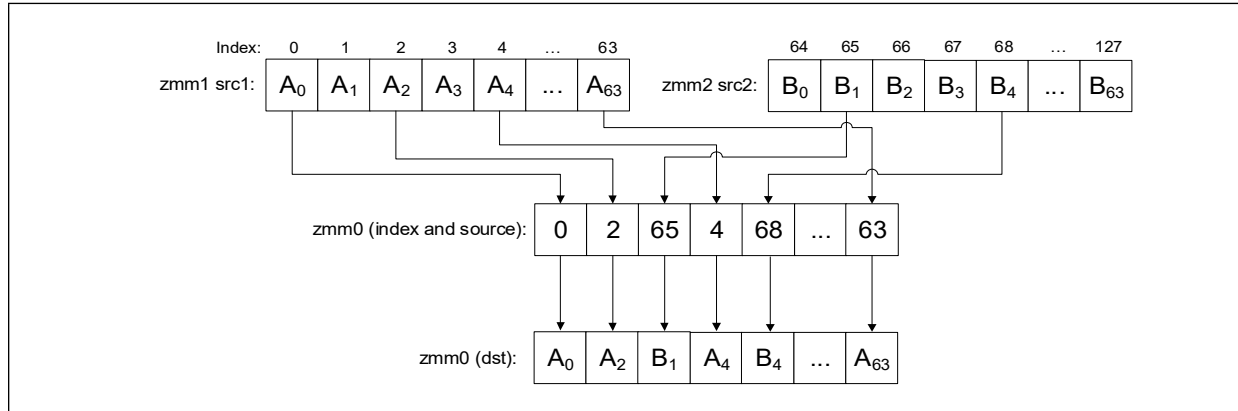 Index: 0 1 2 3 4 ... 63 64 65 66 67 68 ... 127
zmm1 src1: A0 A1 A2 A3 A4 ... A63 zmm2 src2: B0 B1 B2 B3 B4 ... B63
zmm0 (index and source): 0 2 65 4 68 ... 63
zmm0 (dst): A0 A2 B1 A4 B4 ... A63